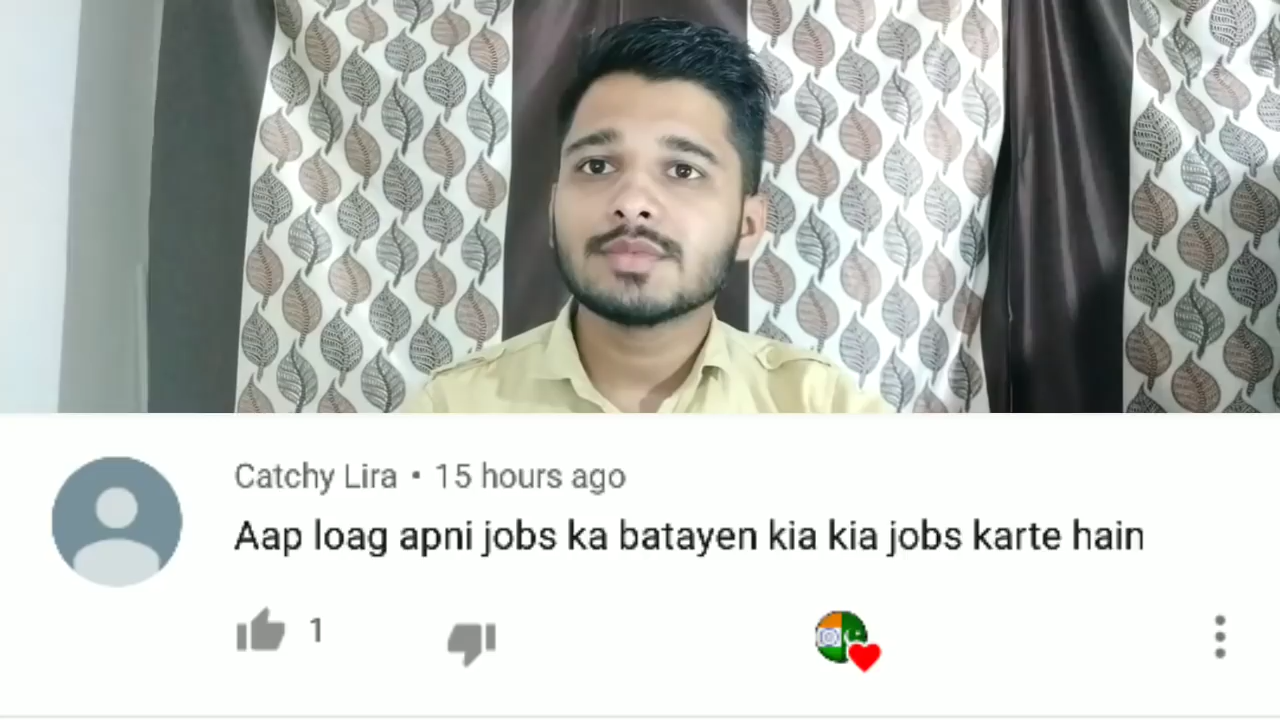 Catchy Lira • 15 hours ago
Aap loag apni jobs ka batayen kia kia jobs karte hain
1